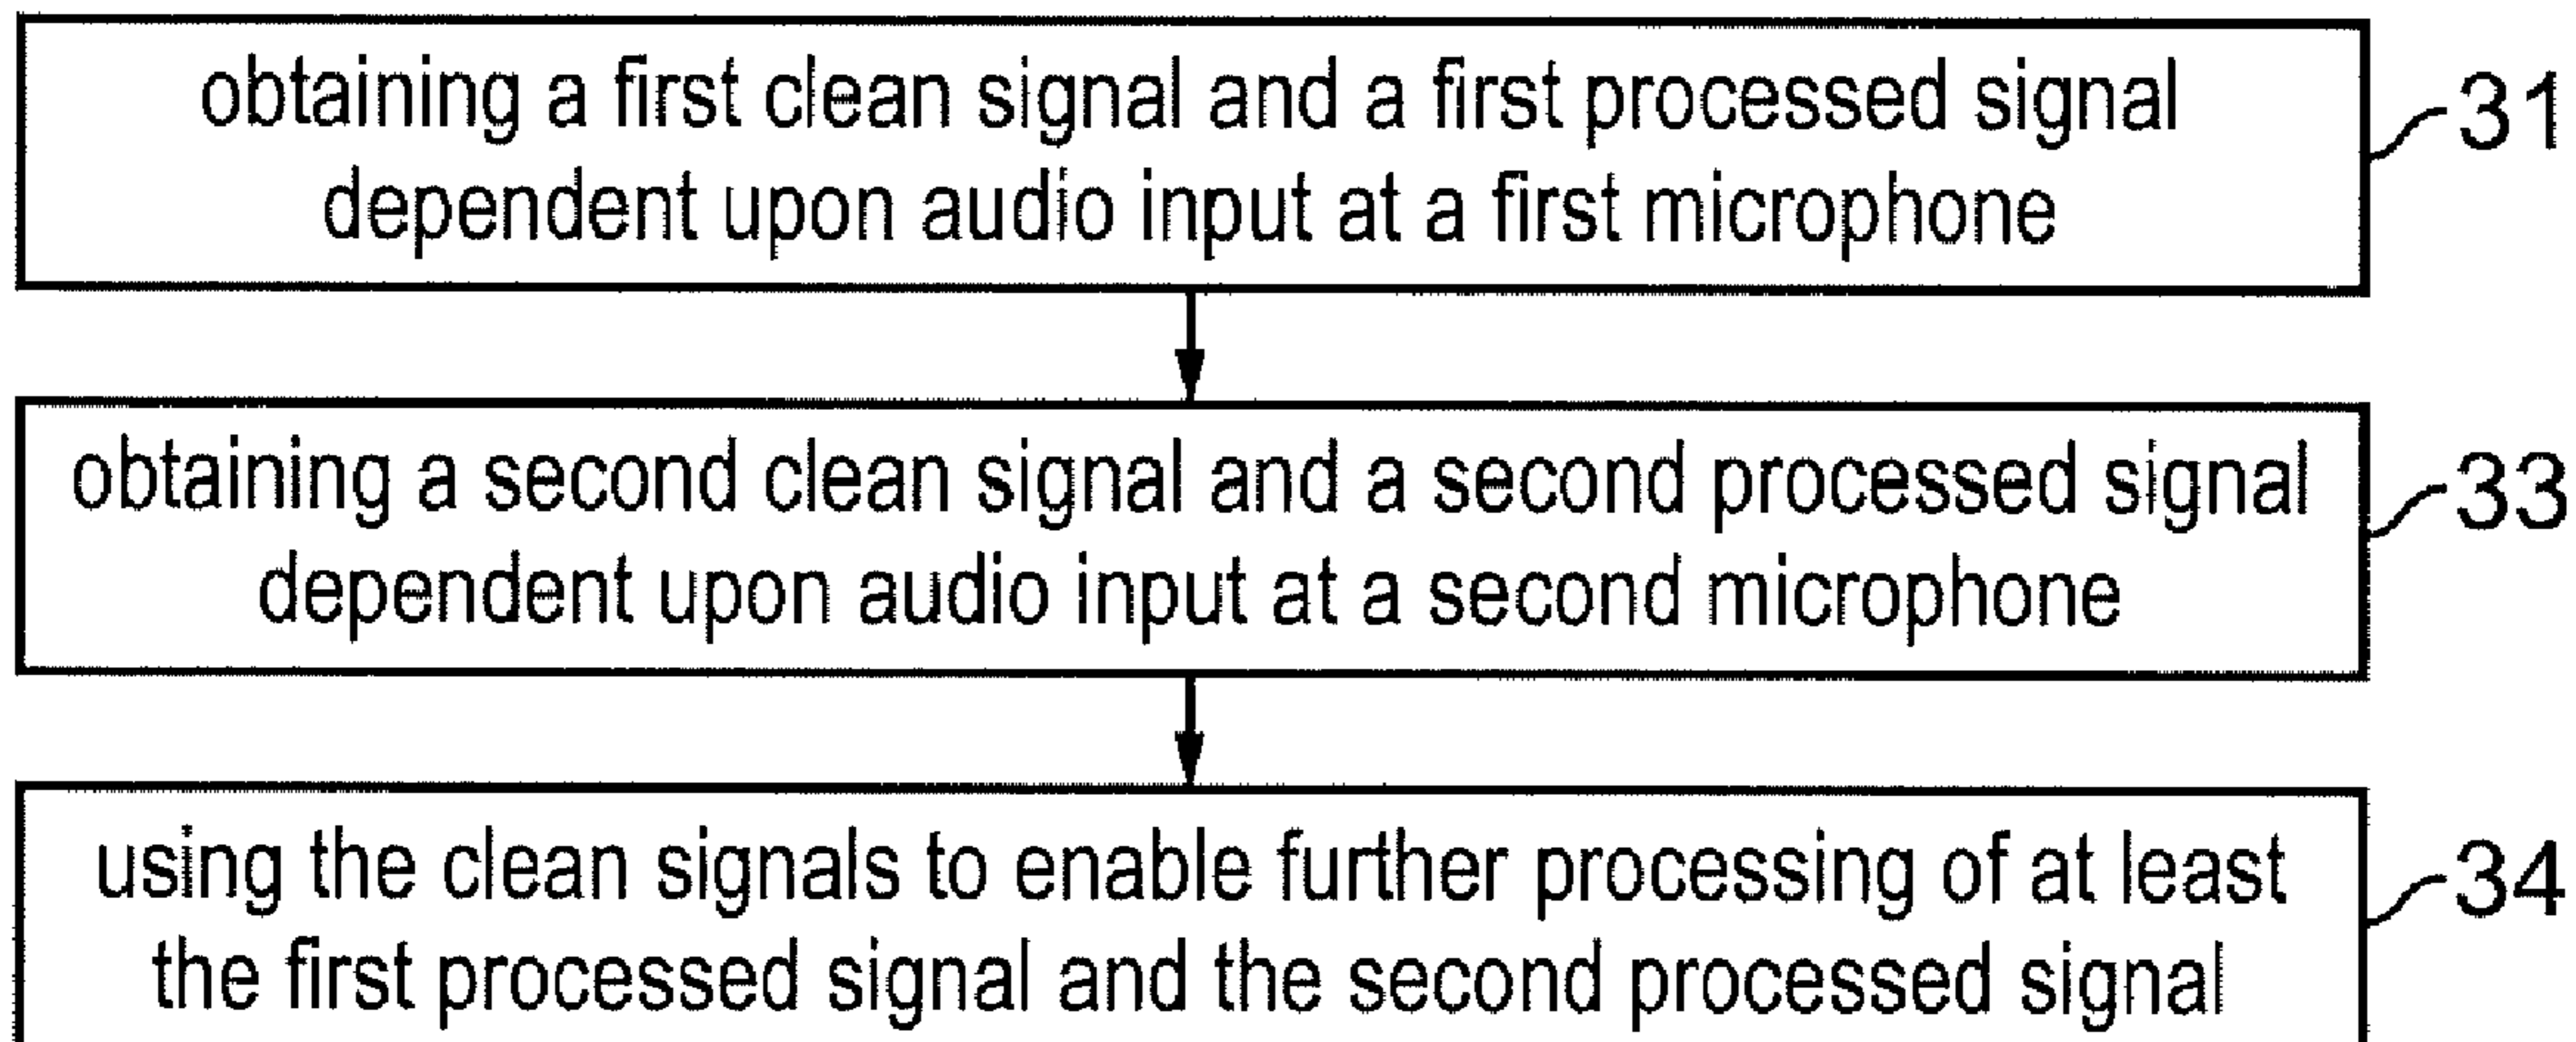 obtaining a first clean signal and a first processed signal
dependent upon audio input at a first microphone
31
obtaining a second clean signal and a second processed signal
dependent upon audio input at a second microphone
33
using the clean signals to enable further processing of at least
the first processed signal and the second processed signal
34